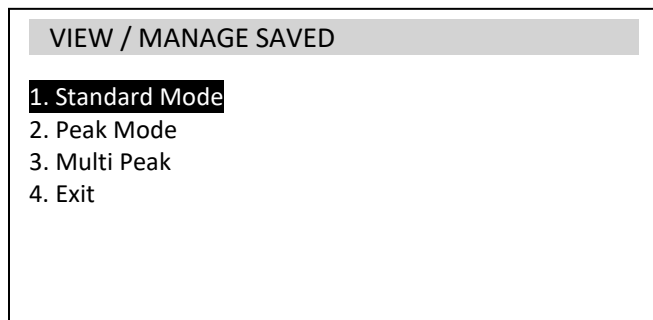 VIEW / MANAGE SAVED
1. Standard Mode
2. Peak Mode
3. Multi Peak
4. Exit